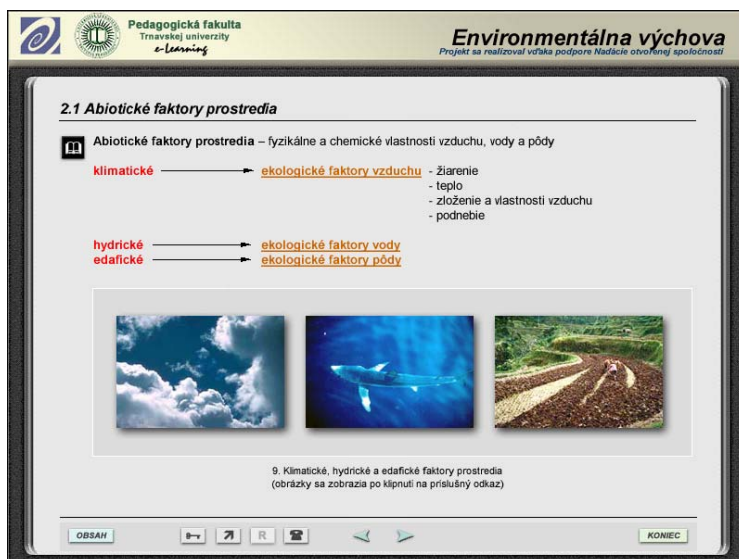 Pedagogická fakulta
Trnavskej univerzity
e-Learning
Environmentálna výchova
Projekt sa realizoval vďaka podpore Nadácie otvorenej spoločnosti
2.1 Abiotické faktory prostredia
Abiotické faktory prostredia – fyzikálne a chemické vlastnosti vzduchu, vody a pôdy
klimatické ekologické faktory vzduchu - žiarenie
- teplo
- zloženie a vlastnosti vzduchu
- podnebie
hydrické ekologické faktory vody
edafické ekologické faktory pôdy
9. Klimatické, hydrické a edafické faktory prostredia
(obrázky sa zobrazia po klipnutí na príslušný odkaz)
OBSAH R KONIEC